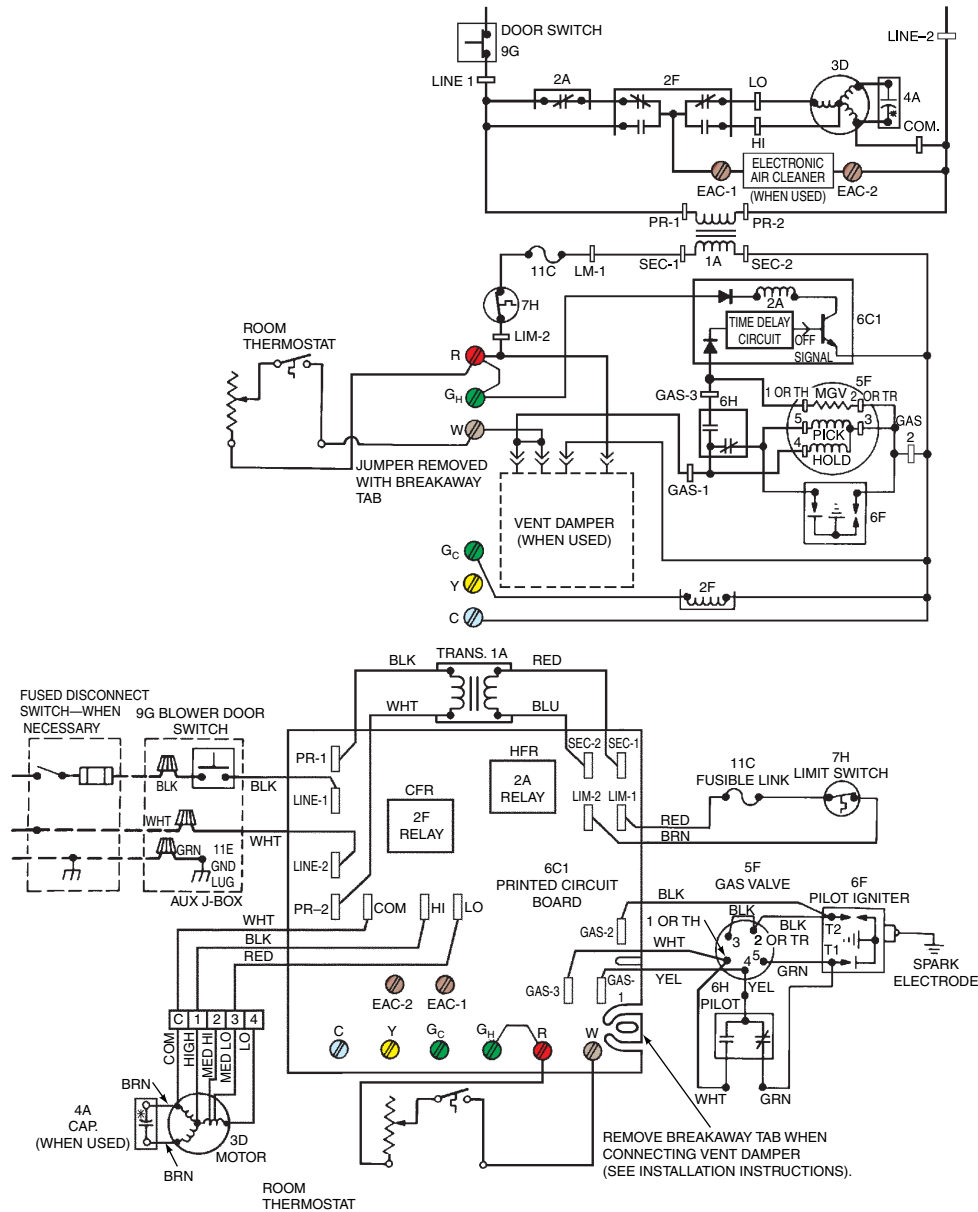 DOOR SWITCH
9G
LINE-2
LINE 1
2A
2F
LO
3D
4A
COM.
HI
EAC-1
ELECTRONIC
AIR CLEANER
(WHEN USED)
EAC-2
PR-1
PR-2
11C
LM-1
SEC-1
1A
SEC-2
7H
LIM-2
2A
6C1
TIME DELAY
CIRCUIT
OFF
SIGNAL
ROOM
THERMOSTAT
R
GH
W
JUMPER REMOVED
WITH BREAKAWAY
TAB
GAS-3
6H
1 OR TH
MGV
2 OR TR
5F
5
PICK
3
4
HOLD
GAS
2
GAS-1
6F
VENT DAMPER
(WHEN USED)
GC
Y
C
2F
TRANS. 1A
BLK
RED
WHT
BLU
FUSED DISCONNECT
SWITCH—WHEN
NECESSARY
9G BLOWER DOOR
SWITCH
BLK
BLK
WHT
WHT
GRN
11E
GND
LUG
AUX J-BOX
PR-1
LINE-1
LINE-2
PR–2
CFR
2F
RELAY
HFR
2A
RELAY
SEC-2
SEC-1
LIM-2
LIM-1
11C
FUSIBLE LINK
7H
LIMIT SWITCH
RED
BRN
6C1
PRINTED CIRCUIT
BOARD
COM
HI
LO
WHT
BLK
RED
GAS-2
GAS-3
GAS-
1
BLK
WHT
YEL
5F
GAS VALVE
1 OR TH
BLK
3
2 OR TR
BLK
5
4
GRN
YEL
6F
PILOT IGNITER
T2
T1
SPARK
ELECTRODE
6H
PILOT
WHT
GRN
EAC-2
EAC-1
C
Y
GC
GH
R
W
C
1
2
3
4
COM
HIGH
MED HI
MED LO
LO
BRN
4A
CAP.
(WHEN USED)
BRN
3D
MOTOR
ROOM
THERMOSTAT
REMOVE BREAKAWAY TAB WHEN
CONNECTING VENT DAMPER
(SEE INSTALLATION INSTRUCTIONS).